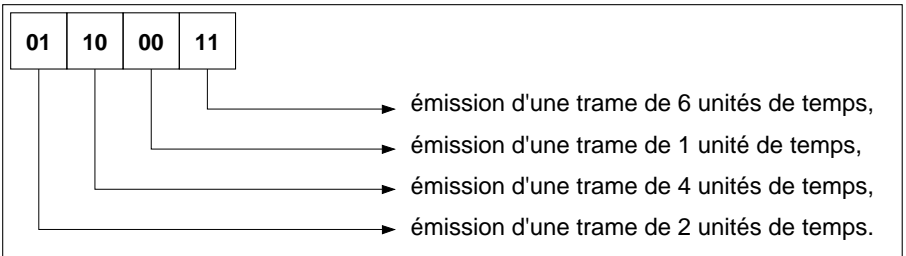 01 10 00 11
émission d'une trame de 6 unités de temps,
émission d'une trame de 1 unité de temps,
émission d'une trame de 4 unités de temps,
émission d'une trame de 2 unités de temps.